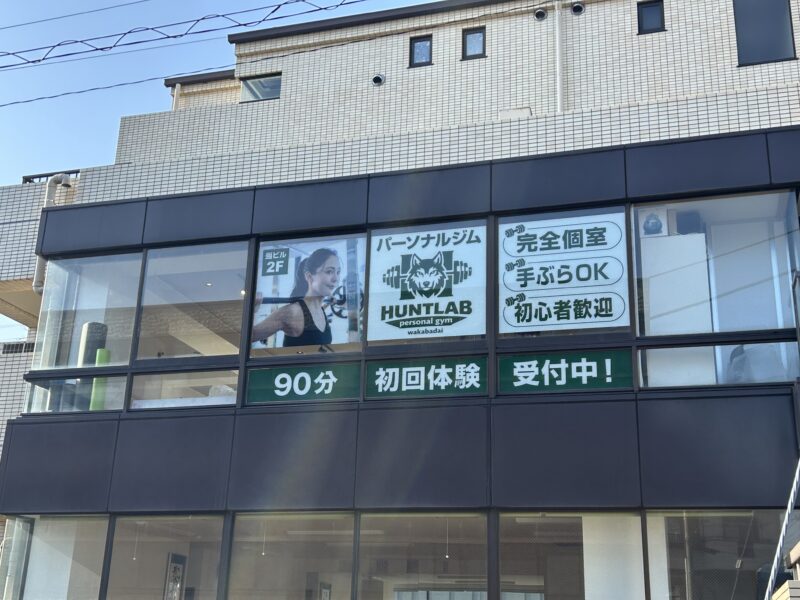 当ビル
2F
パーソナルジム
HUNTLAB
personal gym
wakabadai
完全個室
手ぶらOK
初心者歓迎
90分
初回体験
受付中!